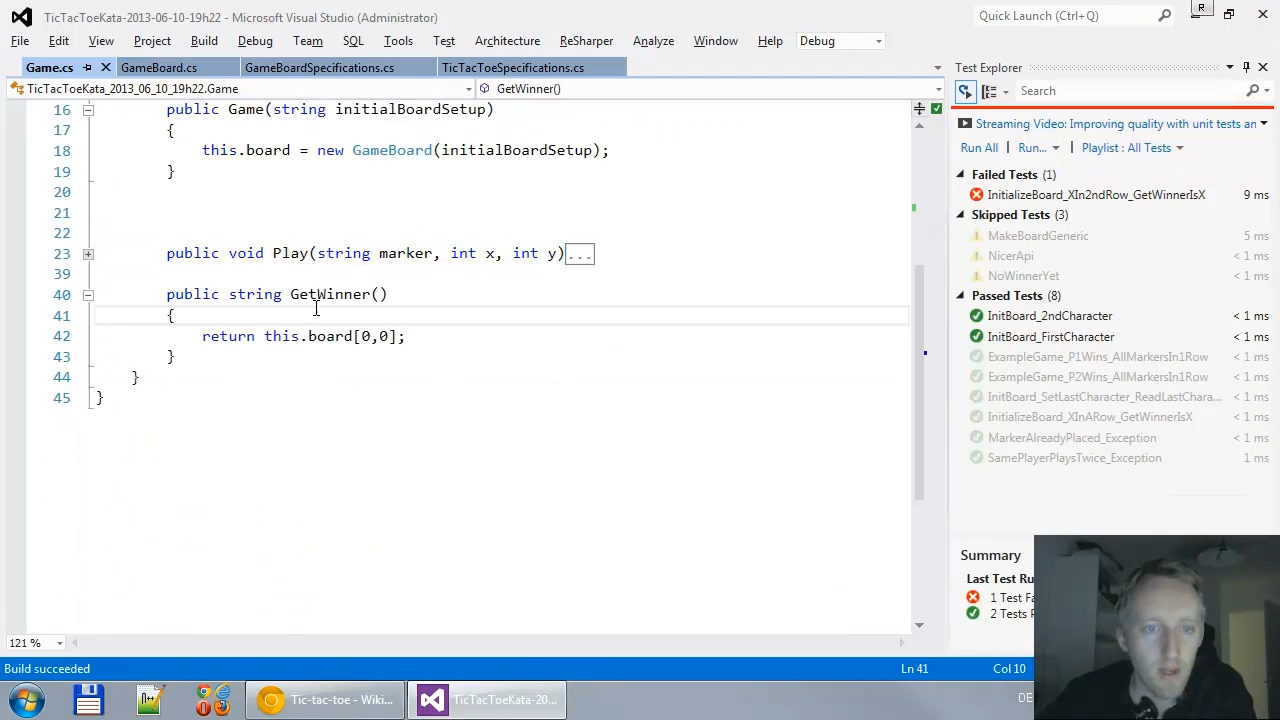 TicTacToeKata-2013-06-10-19h22 - Microsoft Visual Studio (Administrator)
Quick Launch (Ctrl+Q)
R
File Edit View Project Build Debug Team SQL Tools Test Architecture ReSharper Analyze Window Help Debug
Game.cs GameBoard.cs GameBoardSpecifications.cs TicTacToeSpecifications.cs
TicTacToeKata_2013_06_10_19h22.Game GetWinner()
16 public Game(string initialBoardSetup)
17 {
18 this.board = new GameBoard(initialBoardSetup);
19 }
20
21
22
23 public void Play(string marker, int x, int y)...
39
40 public string GetWinner()
41 {
42 return this.board[0,0];
43 }
44 }
45 }
121 %
Test Explorer
Search
Streaming Video: Improving quality with unit tests an
Run All Run... Playlist : All Tests
Failed Tests (1)
InitializeBoard_XIn2ndRow_GetWinnerIsX 9 ms
Skipped Tests (3)
MakeBoardGeneric 5 ms
NicerApi < 1 ms
NoWinnerYet < 1 ms
Passed Tests (8)
InitBoard_2ndCharacter < 1 ms
InitBoard_FirstCharacter < 1 ms
ExampleGame_P1Wins_AllMarkersIn1Row < 1 ms
ExampleGame_P2Wins_AllMarkersIn1Row < 1 ms
InitBoard_SetLastCharacter_ReadLastChara... < 1 ms
InitializeBoard_XInARow_GetWinnerIsX < 1 ms
MarkerAlreadyPlaced_Exception < 1 ms
SamePlayerPlaysTwice_Exception 1 ms
Summary
Last Test Ru
1 Test Fa
2 Tests P
Build succeeded Ln 41 Col 10
Tic-tac-toe - Wiki... TicTacToeKata-20... DE